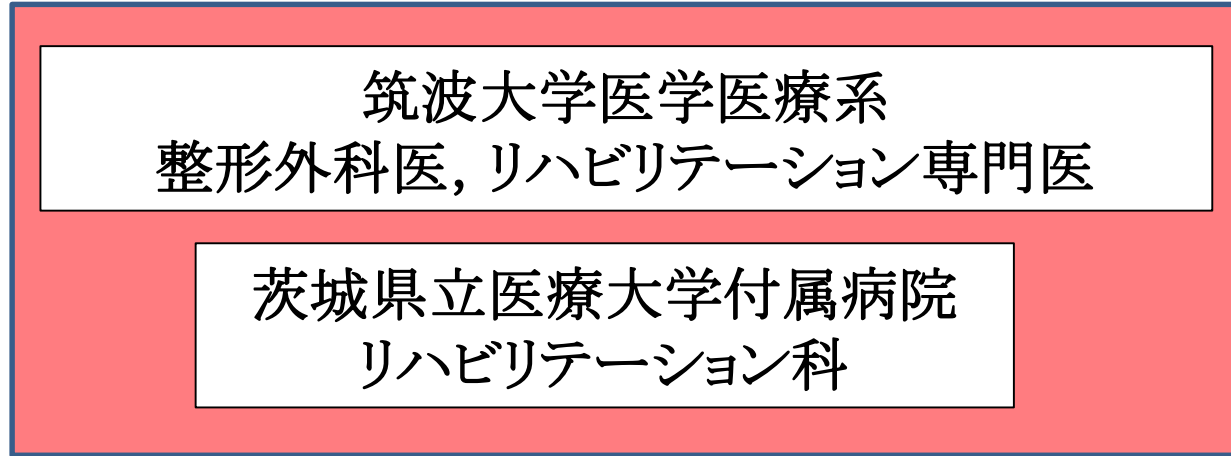 筑波大学医学医療系
整形外科医, リハビリテーション専門医
茨城県立医療大学付属病院
リハビリテーション科